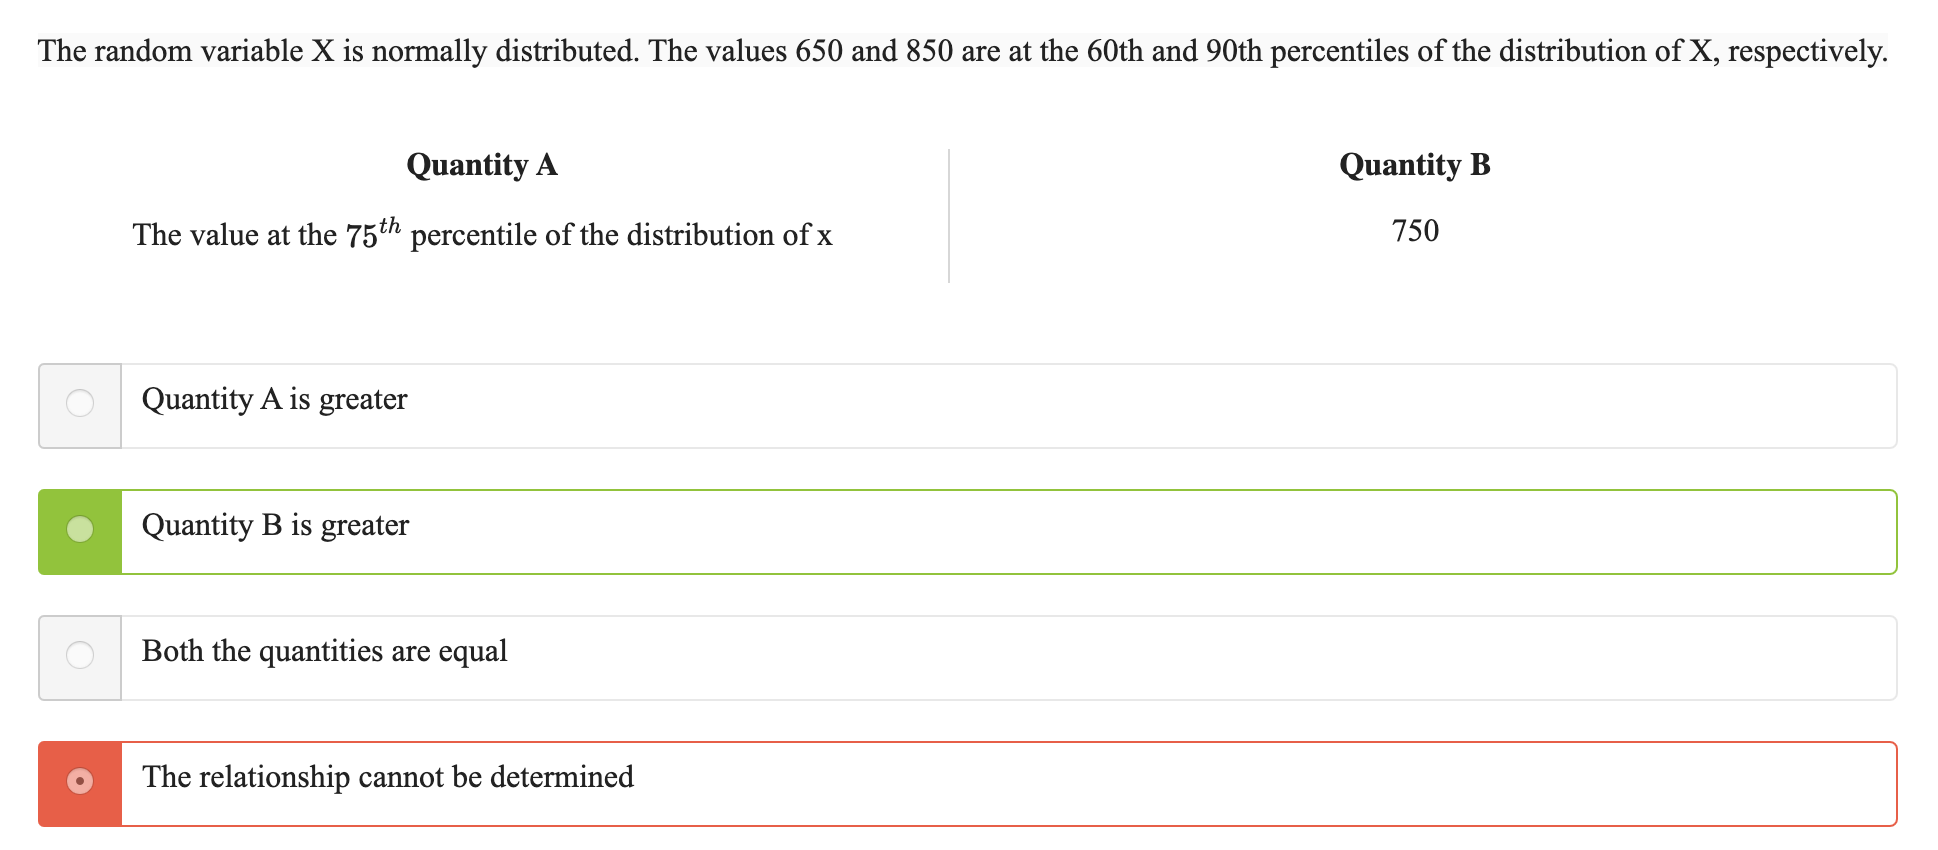 The random variable X is normally distributed. The values 650 and 850 are at the 60th and 90th percentiles of the distribution of X, respectively.
Quantity A
The value at the 75th percentile of the distribution of x
Quantity B
750
Quantity A is greater
Quantity B is greater
Both the quantities are equal
The relationship cannot be determined